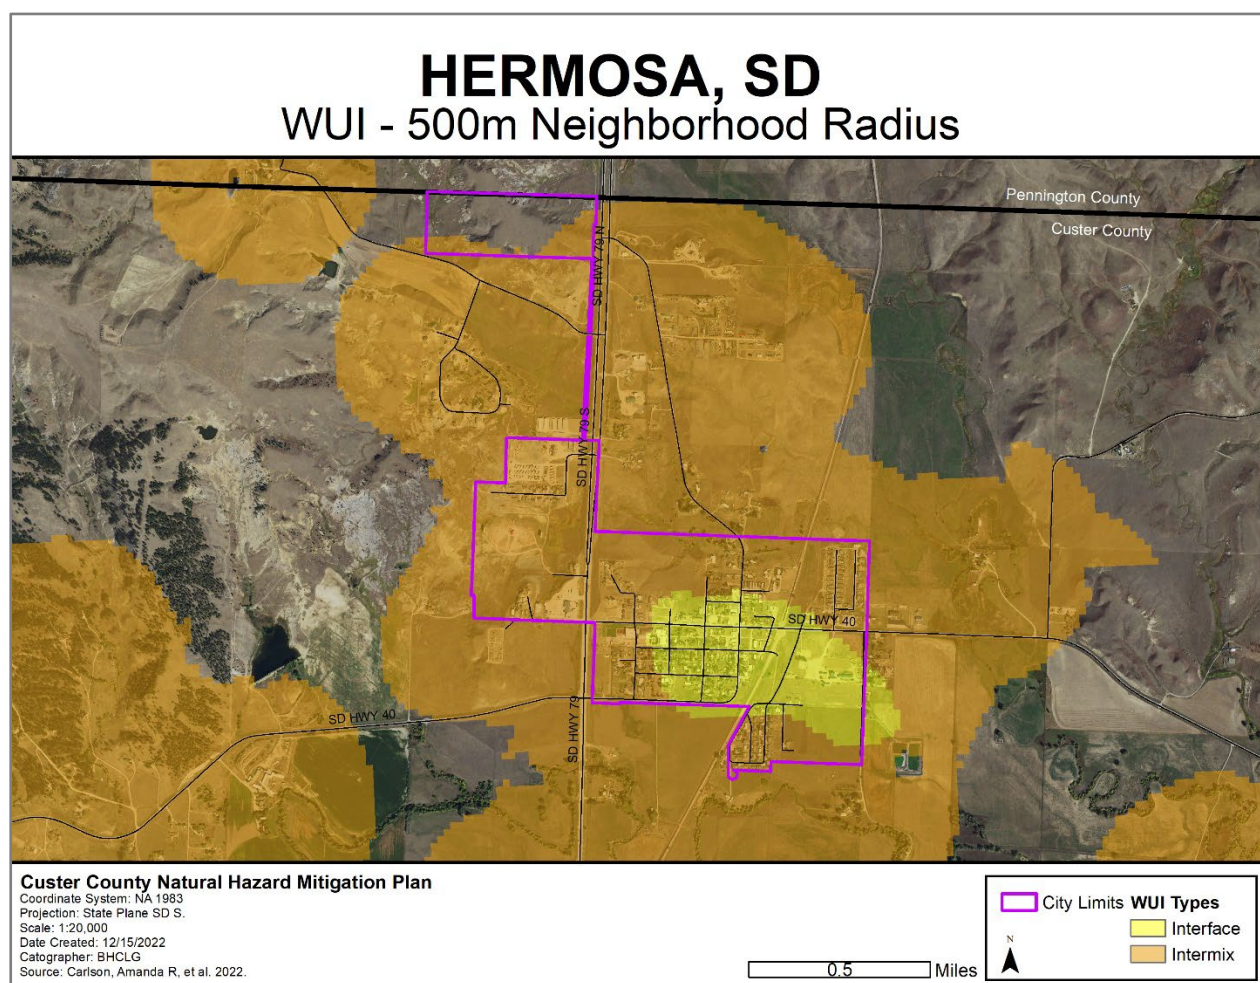 HERMOSA, SD
WUI - 500m Neighborhood Radius
Pennington County
Custer County
SD HWY 79 N
SD HWY 79 S
SD HWY 40
SD HWY 40
SD HWY 79
Custer County Natural Hazard Mitigation Plan
Coordinate System: NA 1983
Projection: State Plane SD S.
Scale: 1:20,000
Date Created: 12/15/2022
Catographer: BHCLG
Source: Carlson, Amanda R, et al. 2022.
0.5 Miles
City Limits WUI Types
Interface
Intermix
N